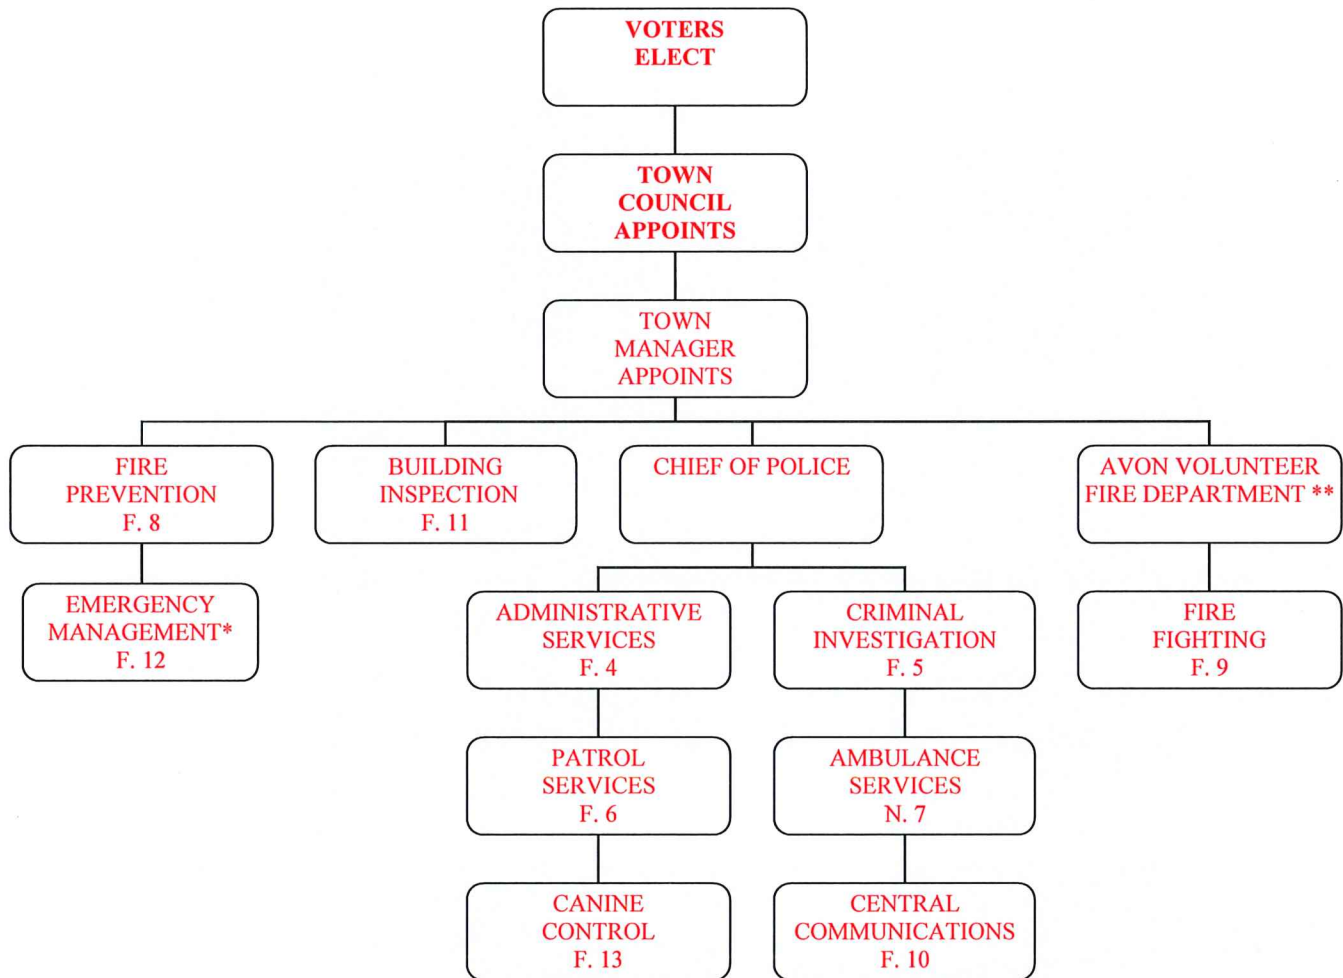 VOTERS
ELECT
TOWN
COUNCIL
APPOINTS
TOWN
MANAGER
APPOINTS
FIRE
PREVENTION
F. 8
BUILDING
INSPECTION
F. 11
CHIEF OF POLICE
AVON VOLUNTEER
FIRE DEPARTMENT **
EMERGENCY
MANAGEMENT*
F. 12
ADMINISTRATIVE
SERVICES
F. 4
CRIMINAL
INVESTIGATION
F. 5
FIRE
FIGHTING
F. 9
PATROL
SERVICES
F. 6
AMBULANCE
SERVICES
N. 7
CANINE
CONTROL
F. 13
CENTRAL
COMMUNICATIONS
F. 10